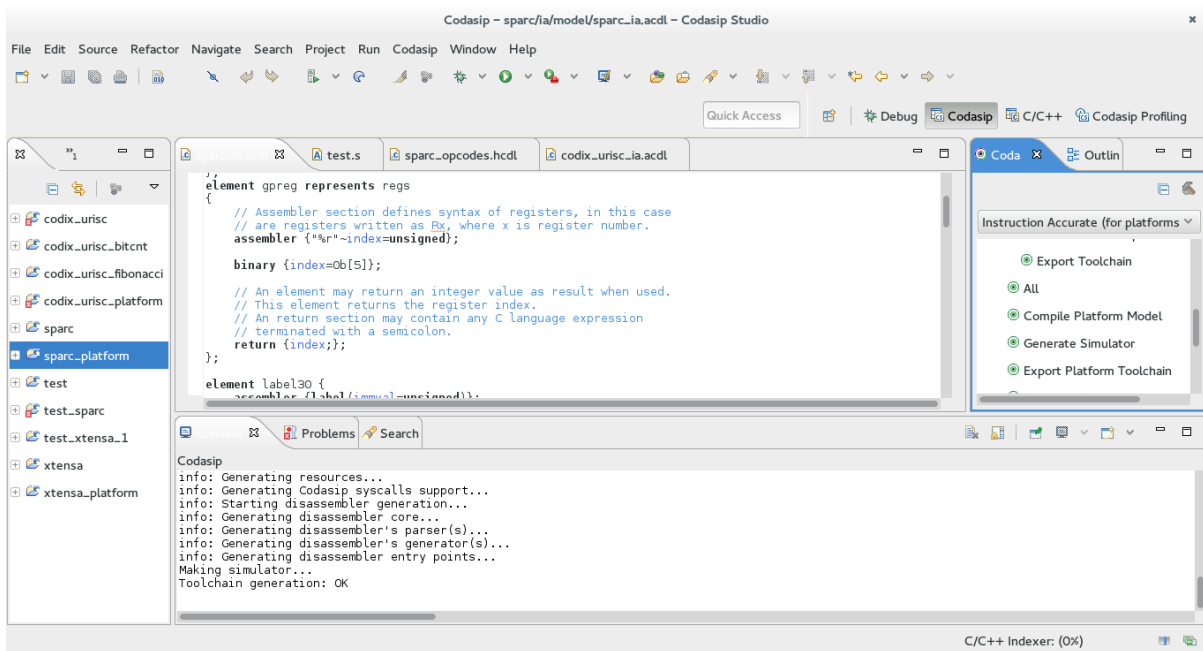 Codasip – sparc/ia/model/sparc_ia.acdl – Codasip Studio
File Edit Source Refactor Navigate Search Project Run Codasip Window Help
Quick Access Debug Codasip C/C++ Codasip Profiling
"1
sparc_ia.acdl test.s sparc_opcodes.hcdl codix_urisc_ia.acdl
Coda Outlin
codix_urisc
codix_urisc_bitcnt
codix_urisc_fibonacci
codix_urisc_platform
sparc
sparc_platform
test
test_sparc
test_xtensa_1
xtensa
xtensa_platform
};
element gpreg represents regs
{
// Assembler section defines syntax of registers, in this case
// are registers written as Rx, where x is register number.
assembler {"%r"~index=unsigned};
binary {index=0b[5]};
// An element may return an integer value as result when used.
// This element returns the register index.
// An return section may contain any C language expression
// terminated with a semicolon.
return {index;};
};
element label30 {
assembler {label(immval=unsigned)};
Instruction Accurate (for platforms
Export Toolchain
All
Compile Platform Model
Generate Simulator
Export Platform Toolchain
Console Problems Search
Codasip
info: Generating resources...
info: Generating Codasip syscalls support...
info: Starting disassembler generation...
info: Generating disassembler core...
info: Generating disassembler's parser(s)...
info: Generating disassembler's generator(s)...
info: Generating disassembler entry points...
Making simulator...
Toolchain generation: OK
C/C++ Indexer: (0%)